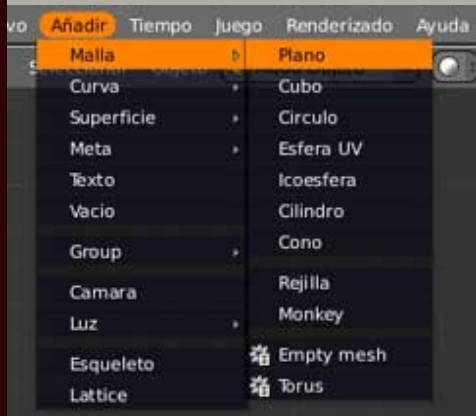 vo Añadir Tiempo Juego Renderizado Ayuda
Malla
Curva
Superficie
Meta
Texto
Vacio
Group
Camara
Luz
Esqueleto
Lattice
Plano
Cubo
Circulo
Esfera UV
Icoesfera
Cilindro
Cono
Rejilla
Monkey
Empty mesh
Torus